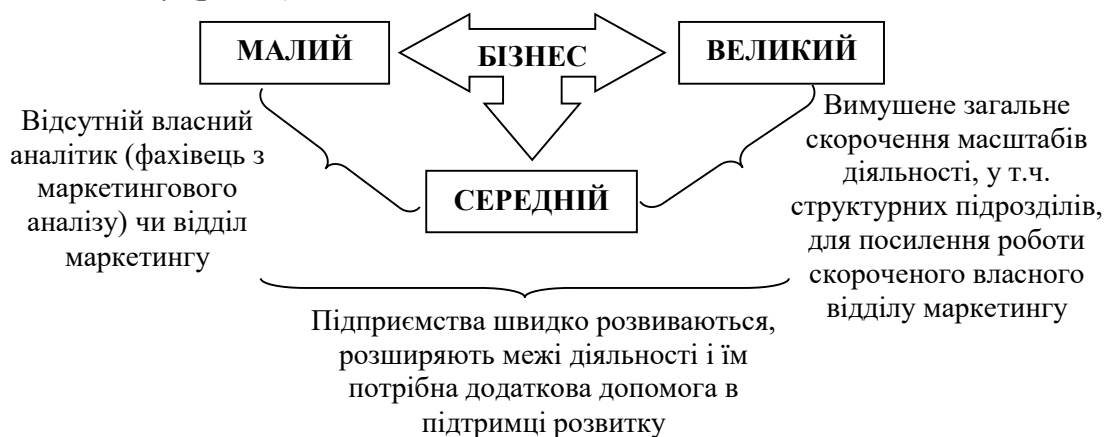 МАЛИЙ
БІЗНЕС
ВЕЛИКИЙ
Відсутній власний
аналітик (фахівець з
маркетингового
аналізу) чи відділ
маркетингу
СЕРЕДНІЙ
Вимушене загальне
скорочення масштабів
діяльності, у т.ч.
структурних підрозділів,
для посилення роботи
скороченого власного
відділу маркетингу
Підприємства швидко розвиваються,
розширяють межі діяльності і їм
потрібна додаткова допомога в
підтримці розвитку